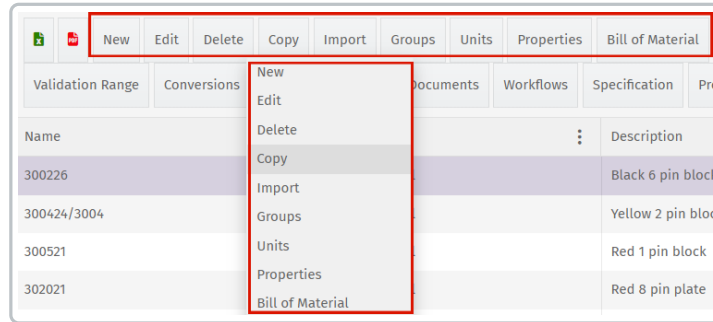 New Edit Delete Copy Import Groups Units Properties Bill of Material
Validation Range Conversions Documents Workflows Specification
New
Edit
Delete
Copy
Import
Groups
Units
Properties
Bill of Material
Name Description
300226 Black 6 pin block
300424/3004 Yellow 2 pin
300521 Red 1 pin block
302021 Red 8 pin plate